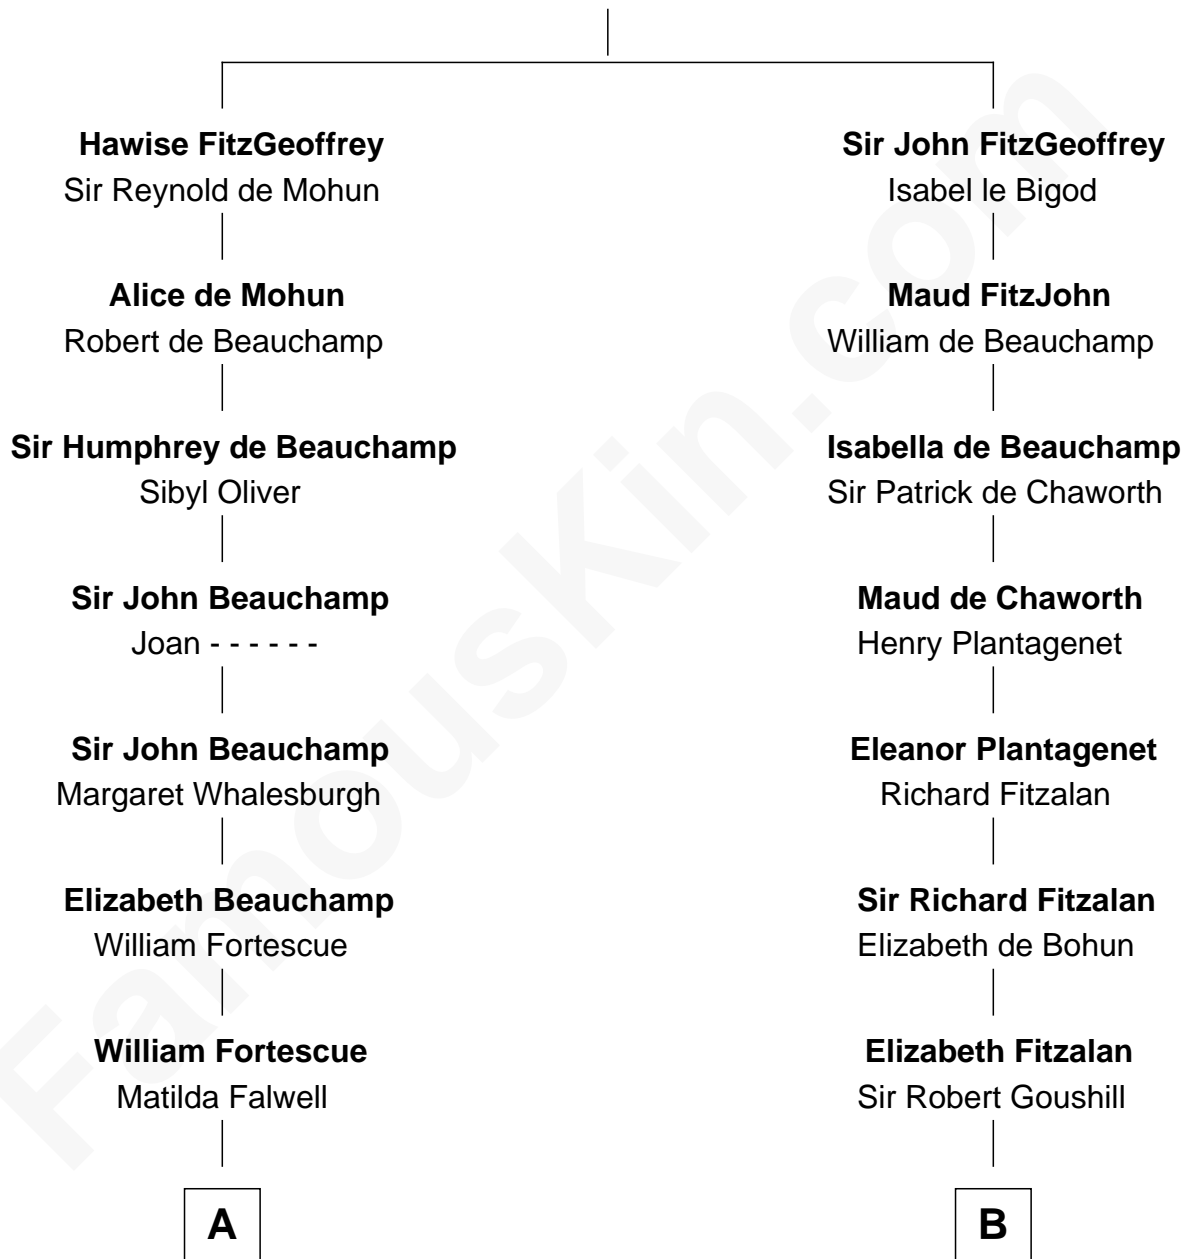 Hawise FitzGeoffrey
Sir Reynold de Mohun
Alice de Mohun
Robert de Beauchamp
Sir Humphrey de Beauchamp
Sibyl Oliver
Sir John Beauchamp
Joan - - - - - -
Sir John Beauchamp
Margaret Whalesburgh
Elizabeth Beauchamp
William Fortescue
William Fortescue
Matilda Falwell
A
Sir John FitzGeoffrey
Isabel le Bigod
Maud FitzJohn
William de Beauchamp
Isabella de Beauchamp
Sir Patrick de Chaworth
Maud de Chaworth
Henry Plantagenet
Eleanor Plantagenet
Richard Fitzalan
Sir Richard Fitzalan
Elizabeth de Bohun
Elizabeth Fitzalan
Sir Robert Goushill
B
FamousKin.com